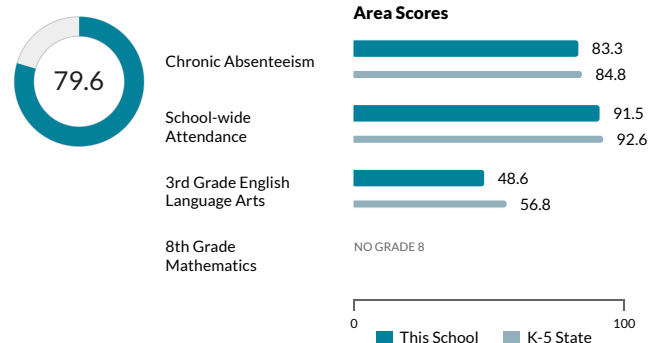 Area Scores
79.6
Chronic Absenteeism
83.3
84.8
School-wide
Attendance
91.5
92.6
3rd Grade English
Language Arts
48.6
56.8
8th Grade
Mathematics
NO GRADE 8
0
100
This School
K-5 State